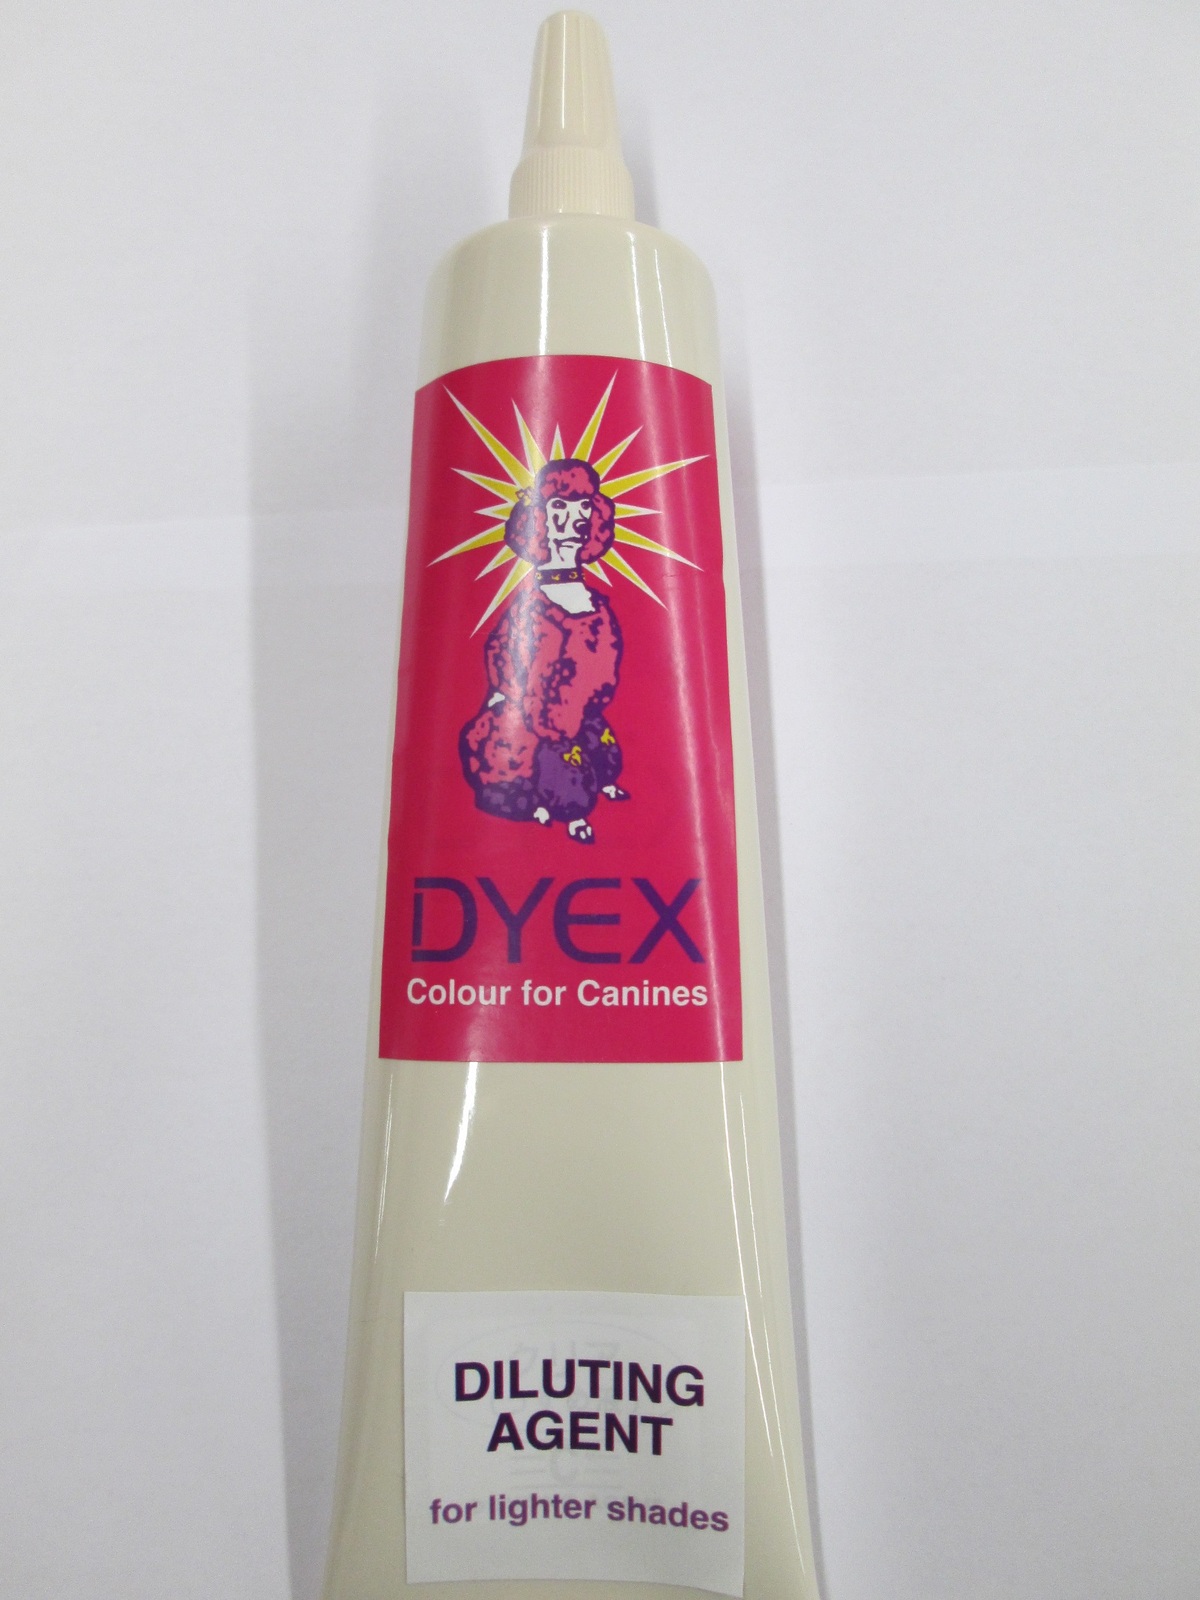 DYEX
Colour for Canines
DILUTING
AGENT
for lighter shades